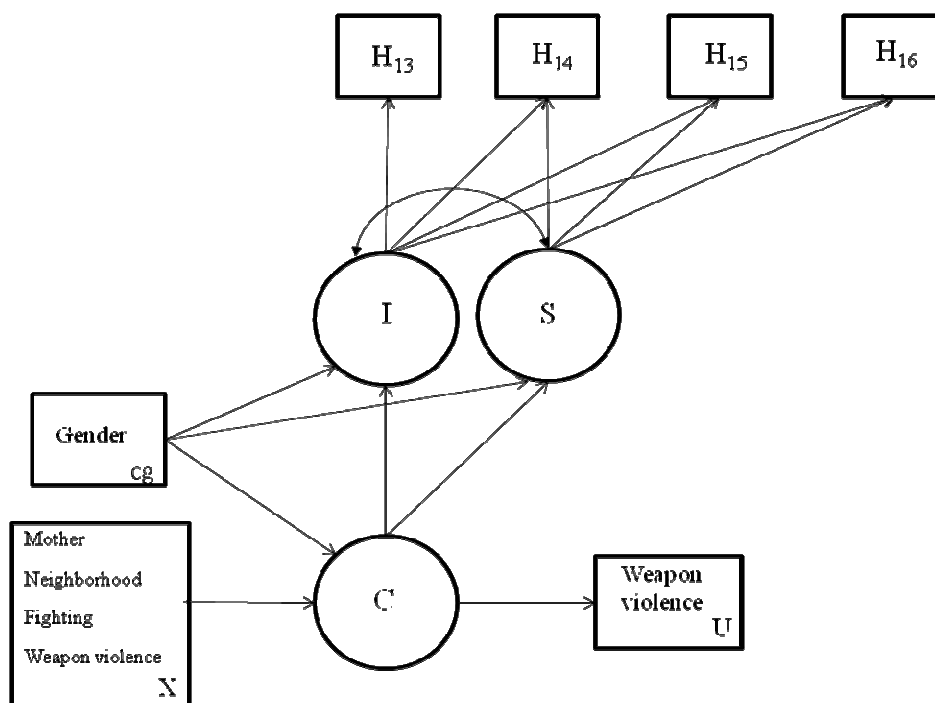 H13
H14
H15
H16
I
S
Gender
cg
Mother
Neighborhood
Fighting
Weapon violence
X
C
Weapon
violence
U